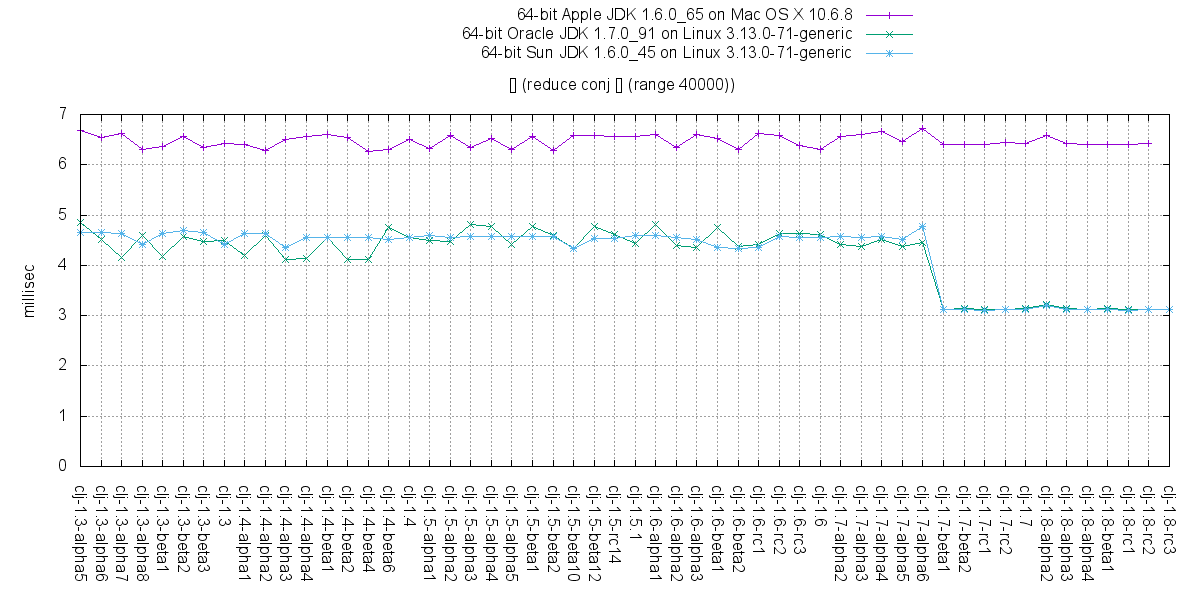 64-bit Apple JDK 1.6.0_65 on Mac OS X 10.6.8
64-bit Oracle JDK 1.7.0_91 on Linux 3.13.0-71-generic
64-bit Sun JDK 1.6.0_45 on Linux 3.13.0-71-generic
[] (reduce conj [] (range 40000))
7
6
5
4
3
2
1
0
millisec
clj-1.3-alpha5
clj-1.3-alpha6
clj-1.3-alpha7
clj-1.3-alpha8
clj-1.3-beta1
clj-1.3-beta2
clj-1.3-beta3
clj-1.3
clj-1.4-alpha1
clj-1.4-alpha2
clj-1.4-alpha3
clj-1.4-alpha4
clj-1.4-beta1
clj-1.4-beta2
clj-1.4-beta4
clj-1.4-beta6
clj-1.4
clj-1.5-alpha1
clj-1.5-alpha2
clj-1.5-alpha3
clj-1.5-alpha4
clj-1.5-alpha5
clj-1.5-beta1
clj-1.5-beta2
clj-1.5-beta10
clj-1.5-beta12
clj-1.5-rc14
clj-1.5.1
clj-1.6-alpha1
clj-1.6-alpha2
clj-1.6-alpha3
clj-1.6-beta1
clj-1.6-beta2
clj-1.6-rc1
clj-1.6-rc2
clj-1.6-rc3
clj-1.6
clj-1.7-alpha2
clj-1.7-alpha3
clj-1.7-alpha4
clj-1.7-alpha5
clj-1.7-alpha6
clj-1.7-beta1
clj-1.7-beta2
clj-1.7-rc1
clj-1.7-rc2
clj-1.7
clj-1.8-alpha2
clj-1.8-alpha3
clj-1.8-alpha4
clj-1.8-beta1
clj-1.8-rc1
clj-1.8-rc2
clj-1.8-rc3